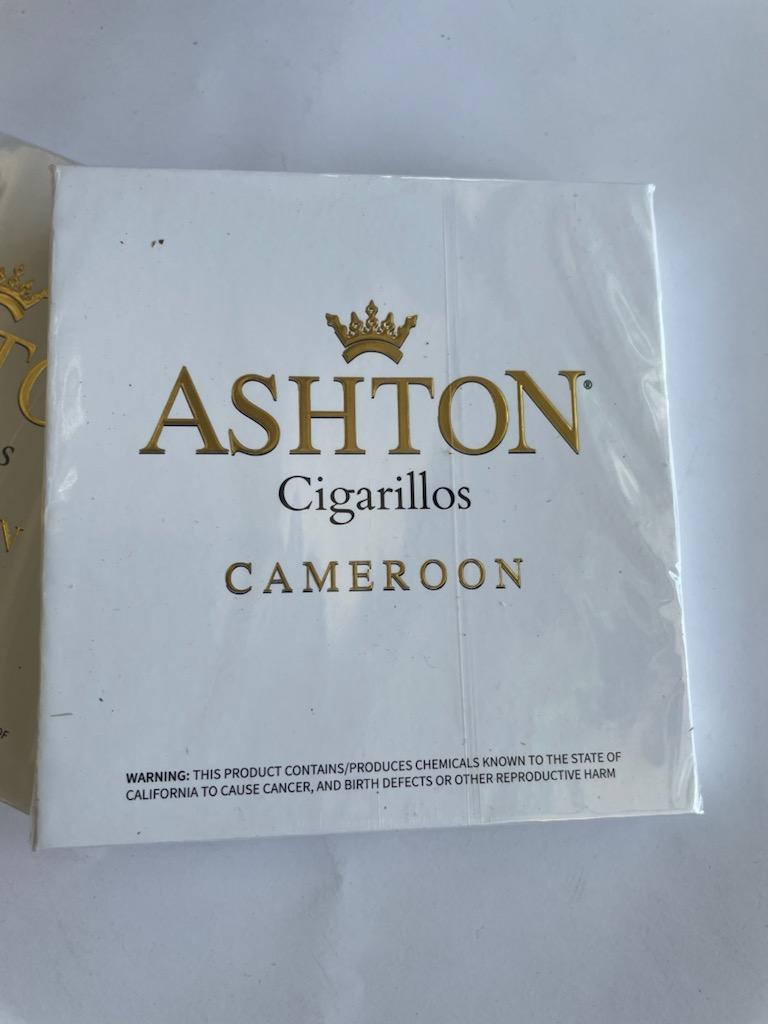 ASHTON®
Cigarillos
CAMEROON
WARNING: THIS PRODUCT CONTAINS/PRODUCES CHEMICALS KNOWN TO THE STATE OF
CALIFORNIA TO CAUSE CANCER, AND BIRTH DEFECTS OR OTHER REPRODUCTIVE HARM